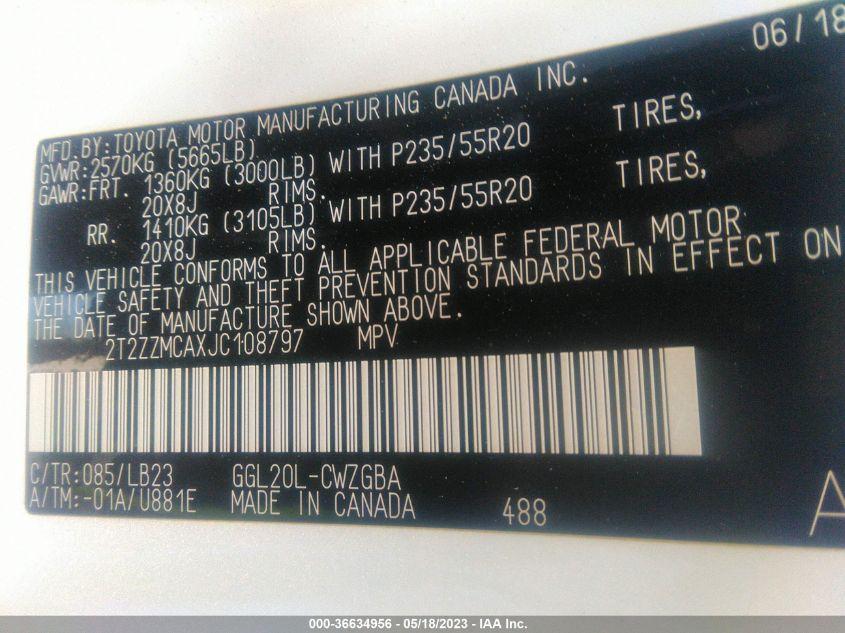 06/18
MFD.BY:TOYOTA MOTOR MANUFACTURING CANADA INC.
GVWR:2570KG (5665LB)
GAWR:FRT. 1360KG (3000LB) WITH P235/55R20 TIRES,
20X8J RIMS.
RR. 1410KG (3105LB) WITH P235/55R20 TIRES,
20X8J RIMS.
THIS VEHICLE CONFORMS TO ALL APPLICABLE FEDERAL MOTOR
VEHICLE SAFETY AND THEFT PREVENTION STANDARDS IN EFFECT ON
THE DATE OF MANUFACTURE SHOWN ABOVE.
2T2ZZMCAXJC108797 MPV
C/TR:085/LB23 GGL20L-CWZGBA
A/TM:-01A/U881E MADE IN CANADA 488
A
000-36634956 - 05/18/2023 - IAA Inc.